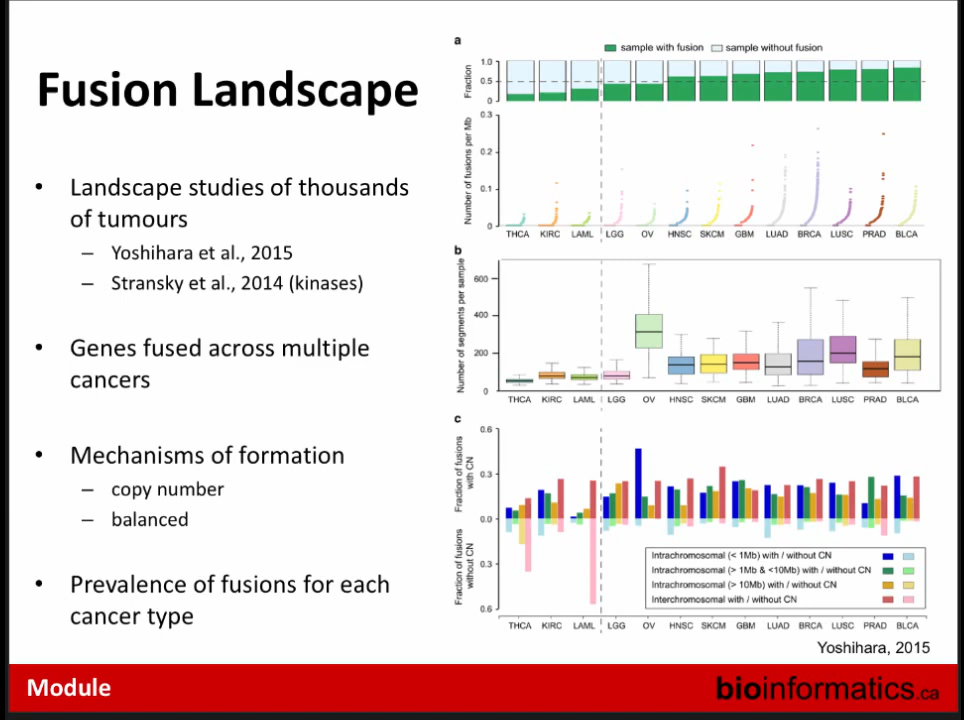 Fusion Landscape
• Landscape studies of thousands
of tumours
– Yoshihara et al., 2015
– Stransky et al., 2014 (kinases)
• Genes fused across multiple
cancers
• Mechanisms of formation
– copy number
– balanced
• Prevalence of fusions for each
cancer type
a
sample with fusion
sample without fusion
Fraction
1.0
0.5
0
Number of fusions per Mb
0.3
0.2
0.1
0
THCA KIRC LAML LGG OV HNSC SKCM GBM LUAD BRCA LUSC PRAD BLCA
b
Number of segments per sample
600
400
200
0
THCA KIRC LAML LGG OV HNSC SKCM GBM LUAD BRCA LUSC PRAD BLCA
c
Fraction of fusions
with CN
Fraction of fusions
without CN
0.6
0.3
0.0
0.3
0.6
Intrachromosomal (< 1Mb) with / without CN
Intrachromosomal (> 1Mb & <10Mb) with / without CN
Intrachromosomal (> 10Mb) with / without CN
Interchromosomal with / without CN
THCA KIRC LAML LGG OV HNSC SKCM GBM LUAD BRCA LUSC PRAD BLCA
Yoshihara, 2015
Module
bioinformatics.ca